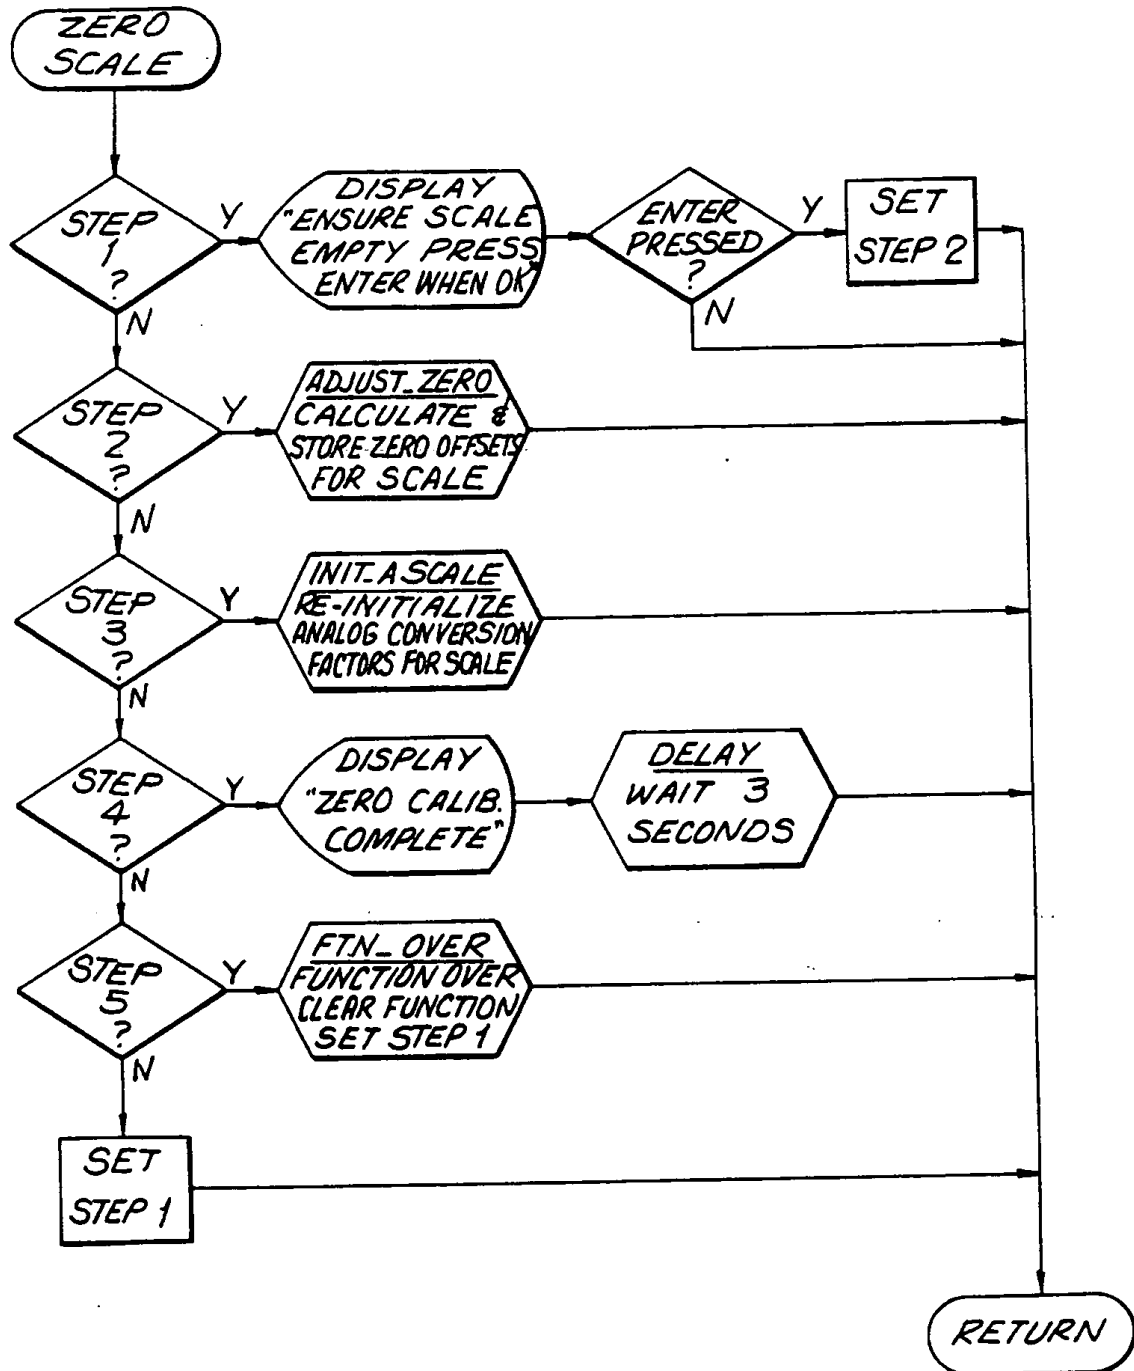 ZERO
SCALE
STEP
1
?
Y
N
DISPLAY
"ENSURE SCALE
EMPTY PRESS
ENTER WHEN OK"
ENTER
PRESSED
?
Y
N
SET
STEP 2
STEP
2
?
Y
N
ADJUST_ZERO
CALCULATE &
STORE ZERO OFFSETS
FOR SCALE
STEP
3
?
Y
N
INIT_ASCALE
RE-INITIALIZE
ANALOG CONVERSION
FACTORS FOR SCALE
STEP
4
?
Y
N
DISPLAY
"ZERO CALIB.
COMPLETE"
DELAY
WAIT 3
SECONDS
STEP
5
?
Y
N
FTN_OVER
FUNCTION OVER
CLEAR FUNCTION
SET STEP 1
SET
STEP 1
RETURN